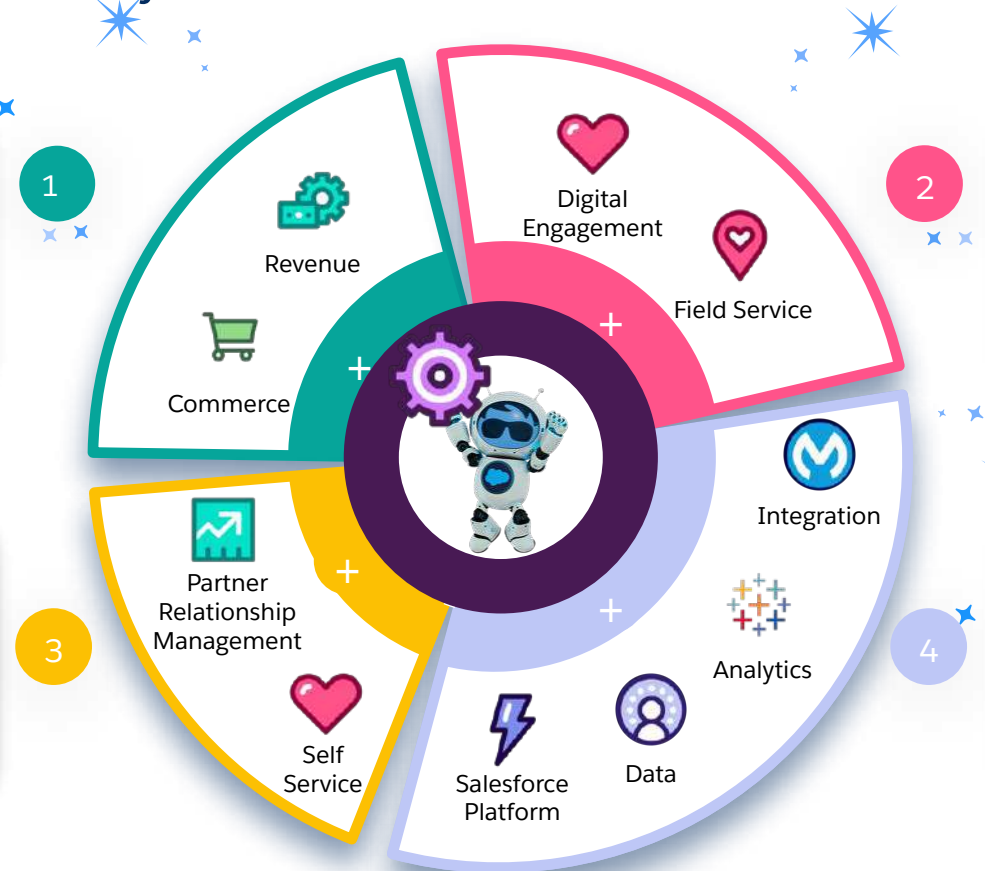 1
Revenue
Commerce
+
2
Digital
Engagement
Field Service
+
3
Partner
Relationship
Management
Self
Service
+
4
Integration
Analytics
Data
Salesforce
Platform
+